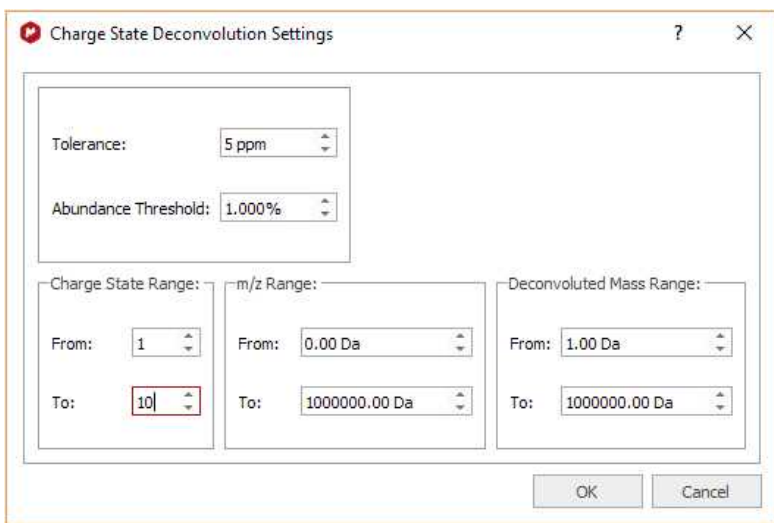 Charge State Deconvolution Settings ? X
Tolerance: 5 ppm
Abundance Threshold: 1.000%
Charge State Range: m/z Range: Deconvoluted Mass Range:
From: 1 From: 0.00 Da From: 1.00 Da
To: 10 To: 1000000.00 Da To: 1000000.00 Da
OK Cancel